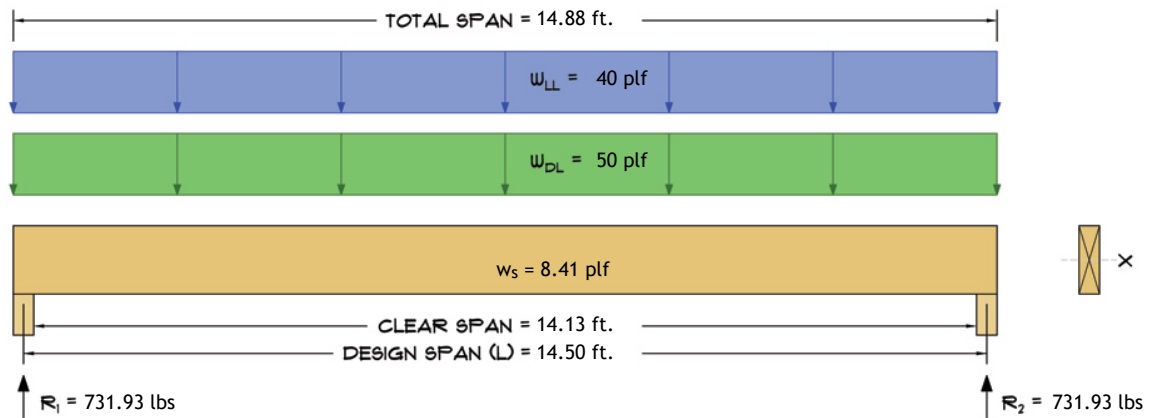 TOTAL SPAN = 14.88 ft.
WLL = 40 plf
WDL = 50 plf
ws = 8.41 plf
X
CLEAR SPAN = 14.13 ft.
DESIGN SPAN (L) = 14.50 ft.
R1 = 731.93 lbs
R2 = 731.93 lbs